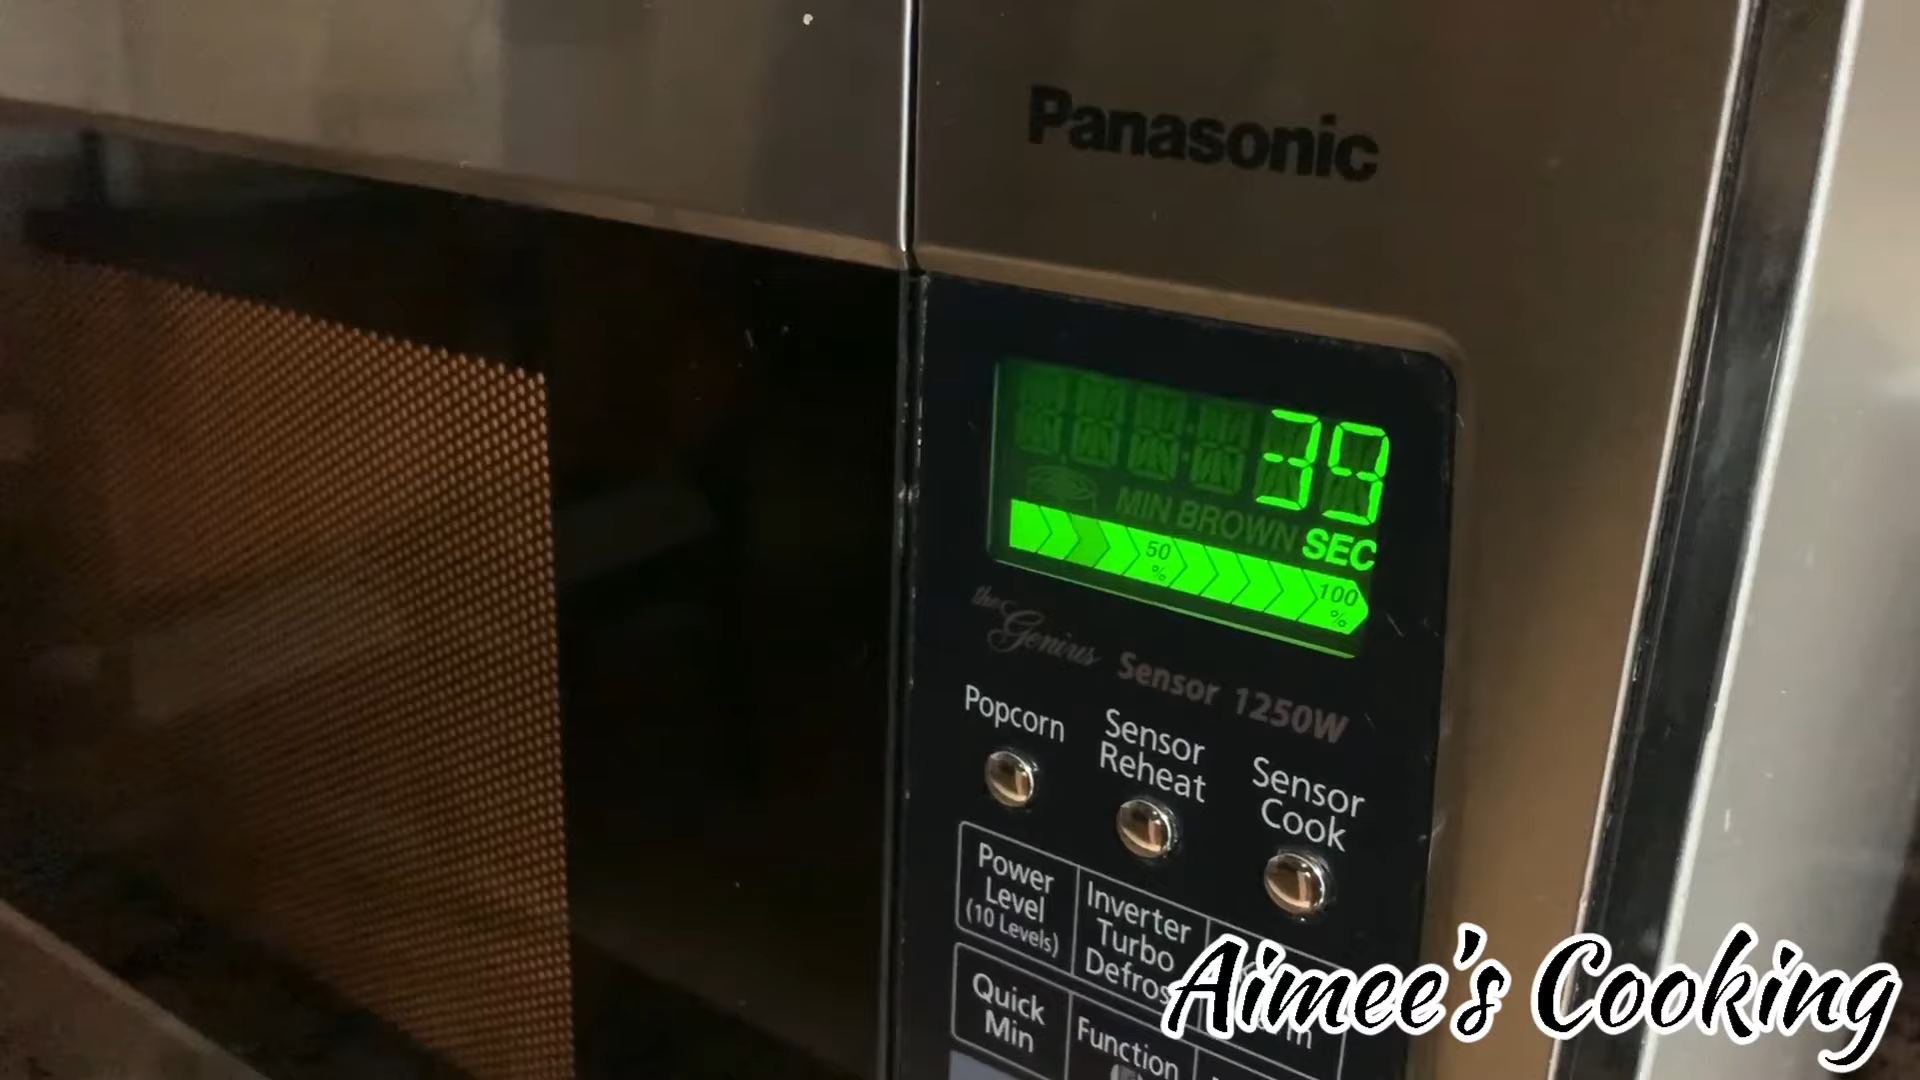 Panasonic
39
MIN BROWN SEC
50
%
100
%
the Genius Sensor 1250W
Popcorn
Sensor
Reheat
Sensor
Cook
Power
Level
(10 Levels)
Inverter
Turbo
Defrost
Quick
Min
Function
Aimee's Cooking